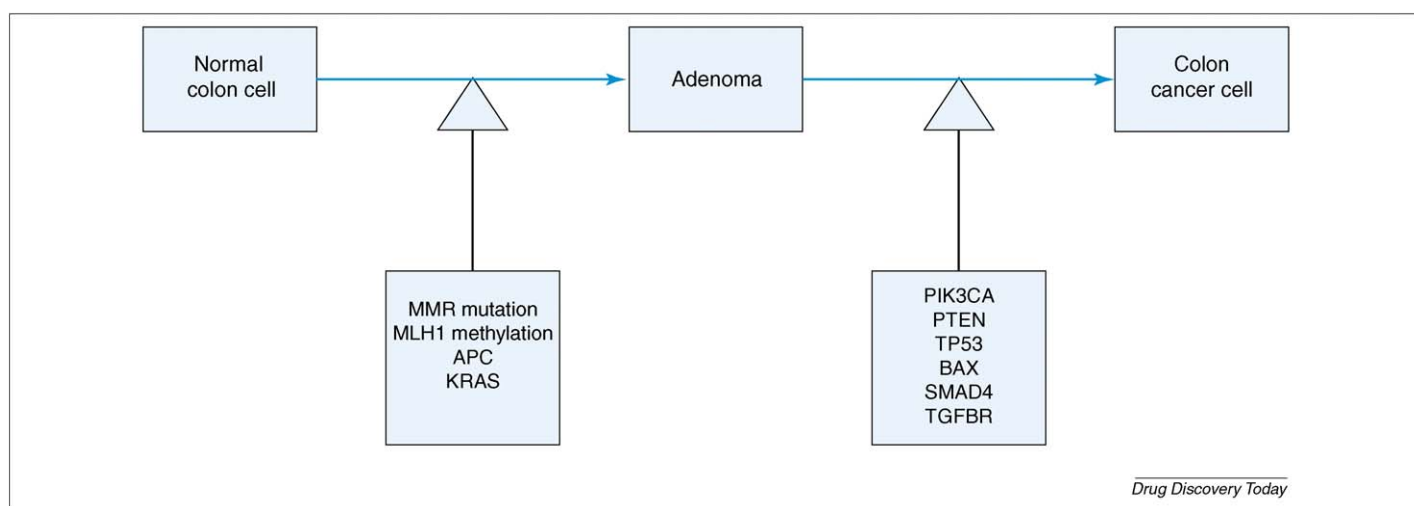 Normal
colon cell
Adenoma
Colon
cancer cell
MMR mutation
MLH1 methylation
APC
KRAS
PIK3CA
PTEN
TP53
BAX
SMAD4
TGFBR
Drug Discovery Today